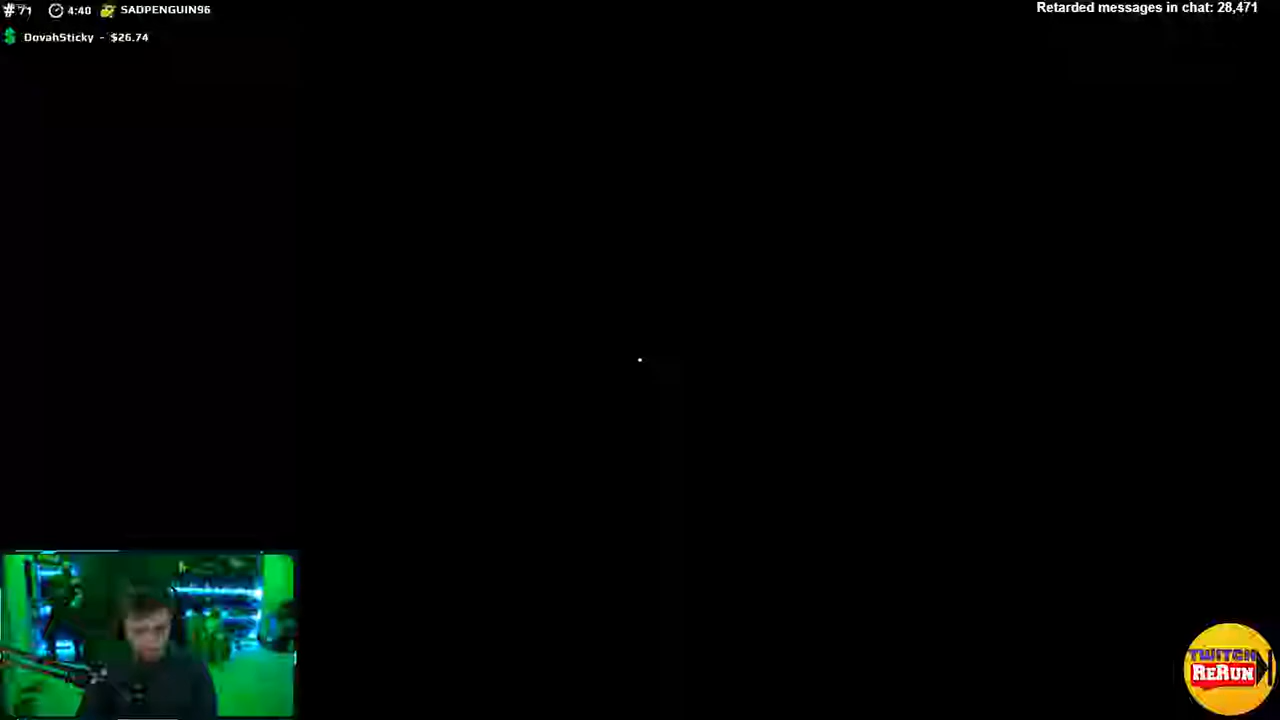 #71 4:40 SADPENGUIN96
Retarded messages in chat: 28,471
DovahSticky - $26.74
TWITCH
RERUN